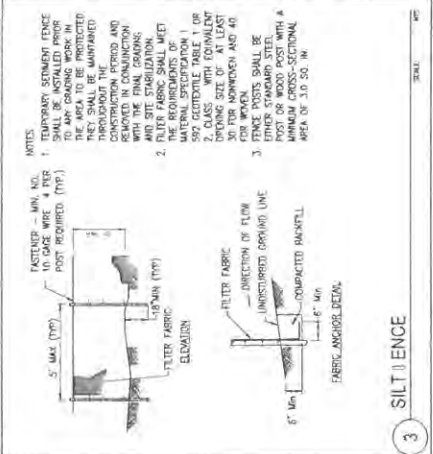 NOTES:
1. TEMPORARY SEDIMENT FENCE
SHALL BE INSTALLED PRIOR
TO ANY GRADING WORK IN
THE AREA TO BE PROTECTED
THEY SHALL BE MAINTAINED
THROUGHOUT THE
CONSTRUCTION PERIOD AND
REMOVED IN CONJUNCTION
WITH THE FINAL GRADING
AND SITE STABILIZATION.
2. FILTER FABRIC SHALL MEET
THE REQUIREMENTS OF
MATERIAL SPECIFICATION
592 GEOTEXTILE TABLE 1 OR
2, CLASS I WITH EQUIVALENT
OPENING SIZE OF AT LEAST
30 FOR NONWOVEN AND 40
FOR WOVEN.
3. FENCE POSTS SHALL BE
EITHER STANDARD STEEL
POST OR WOOD POST WITH A
MINIMUM CROSS-SECTIONAL
AREA OF 3.0 SQ. IN.
FASTENER - MIN. NO.
10 GAGE WIRE 4 PER
POST REQUIRED. (TYP.)
5' MAX (TYP)
18" MIN (TYP)
FILTER FABRIC
ELEVATION
FILTER FABRIC
DIRECTION OF FLOW
UNDISTURBED GROUND LINE
COMPACTED BACKFILL
6" Min
6" Min
FABRIC ANCHOR DETAIL
3 SILT ENCE
SCALE: NTS